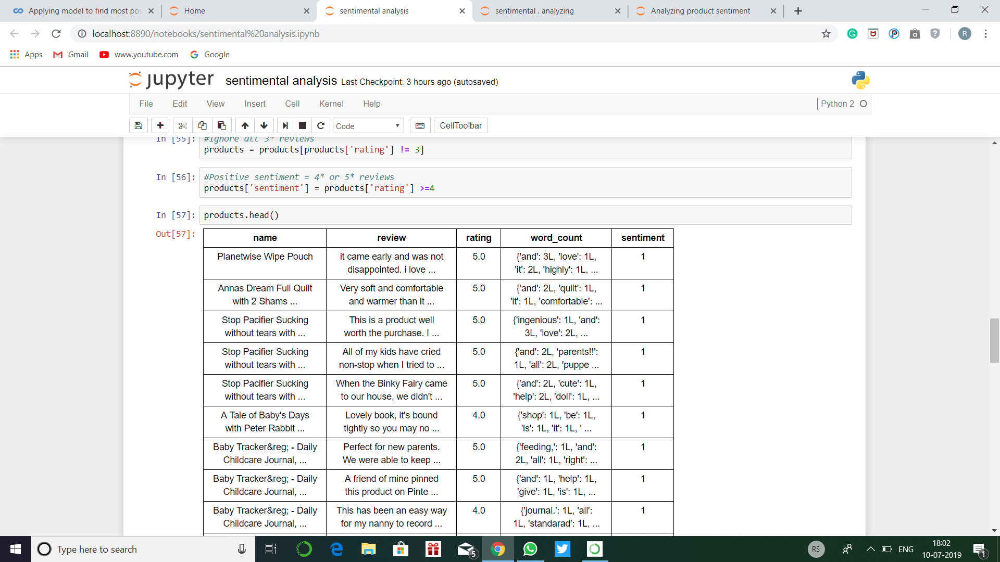 Applying model to find most pos
Home
sentimental analysis
sentimental . analyzing
Analyzing product sentiment
localhost:8890/notebooks/sentimental%20analysis.ipynb
R
Apps
Gmail
www.youtube.com
Google
jupyter sentimental analysis Last Checkpoint: 3 hours ago (autosaved)
File Edit View Insert Cell Kernel Help
Python 2
Code
CellToolbar
In [55]: #Ignore all 3* reviews
products = products[products['rating'] != 3]
In [56]: #Positive sentiment = 4* or 5* reviews
products['sentiment'] = products['rating'] >=4
In [57]: products.head()
Out[57]:
name review rating word_count sentiment
Planetwise Wipe Pouch it came early and was not 5.0 {'and': 3L, 'love': 1L, 1
disappointed. i love ... 'it': 2L, 'highly': 1L, ...
Annas Dream Full Quilt Very soft and comfortable 5.0 {'and': 2L, 'quilt': 1L, 1
with 2 Shams ... and warmer than it ... 'it': 1L, 'comfortable': ...
Stop Pacifier Sucking This is a product well 5.0 {'ingenious': 1L, 'and': 1
without tears with ... worth the purchase. I ... 3L, 'love': 2L, ...
Stop Pacifier Sucking All of my kids have cried 5.0 {'and': 2L, 'parents!!': 1
without tears with ... non-stop when I tried to ... 1L, 'all': 2L, 'puppe ...
Stop Pacifier Sucking When the Binky Fairy came 5.0 {'and': 2L, 'cute': 1L, 1
without tears with ... to our house, we didn't ... 'help': 2L, 'doll': 1L, ...
A Tale of Baby's Days Lovely book, it's bound 4.0 {'shop': 1L, 'be': 1L, 1
with Peter Rabbit ... tightly so you may no ... 'is': 1L, 'it': 1L, ' ...
Baby Tracker&reg; - Daily Perfect for new parents. 5.0 {'feeding,': 1L, 'and': 1
Childcare Journal, ... We were able to keep ... 2L, 'all': 1L, 'right': ...
Baby Tracker&reg; - Daily A friend of mine pinned 5.0 {'and': 1L, 'help': 1L, 1
Childcare Journal, ... this product on Pinte ... 'give': 1L, 'is': 1L, ...
Baby Tracker&reg; - Daily This has been an easy way 4.0 {'journal.': 1L, 'all': 1
Childcare Journal, ... for my nanny to record ... 1L, 'standarad': 1L, ...
Type here to search
5
RS
ENG
18:02
10-07-2019
1